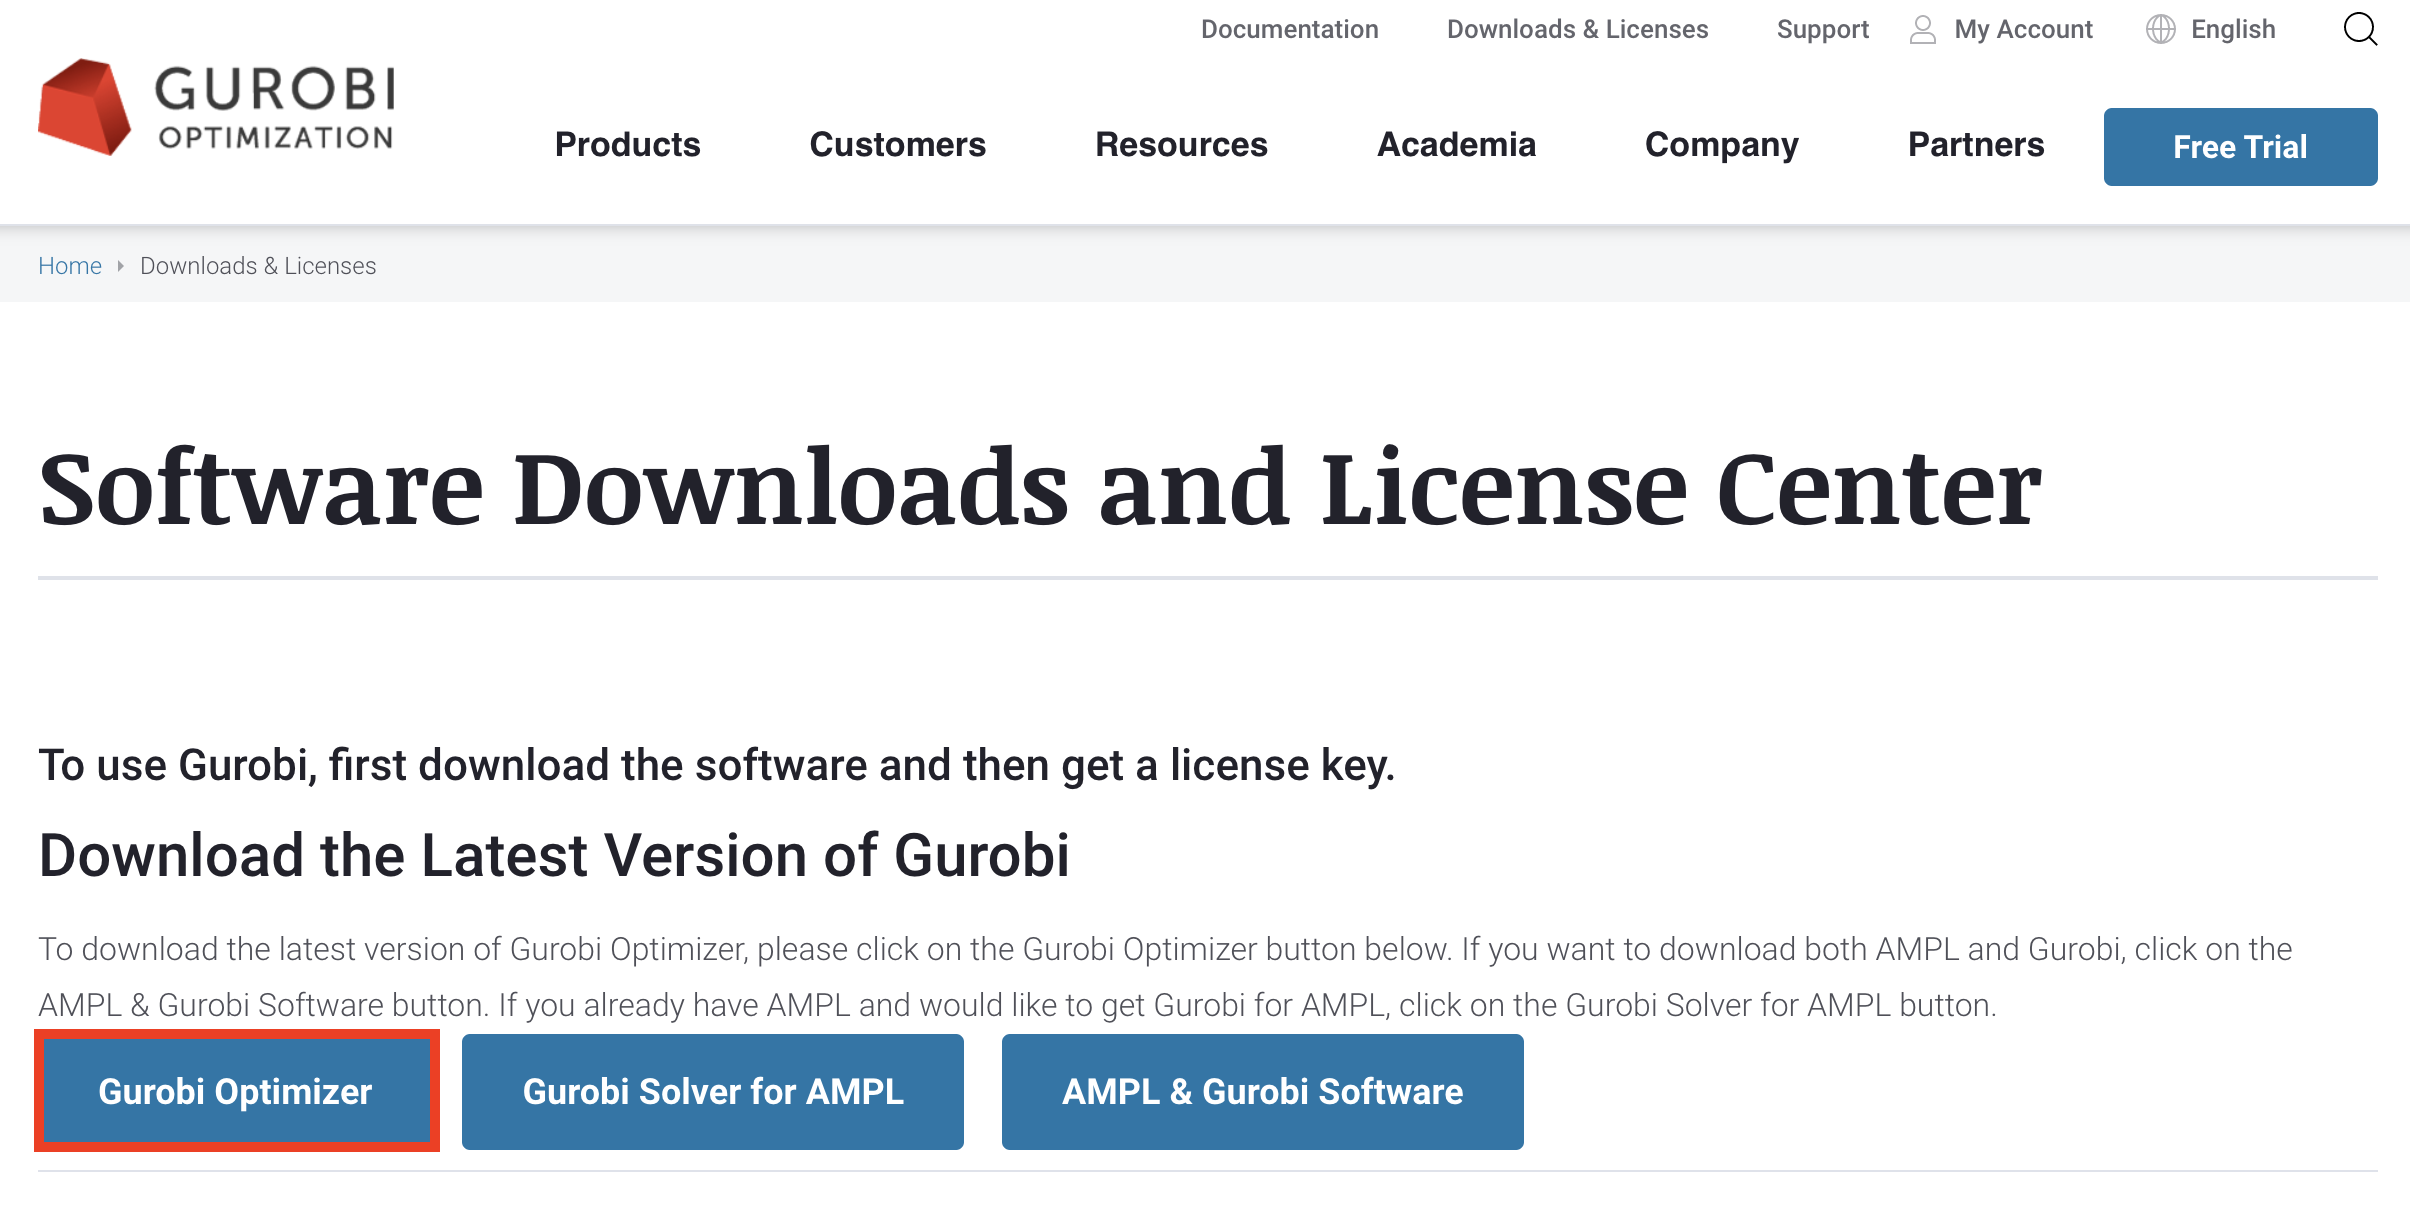 Documentation Downloads & Licenses Support My Account English
GUROBI
OPTIMIZATION
Products Customers Resources Academia Company Partners Free Trial
Home Downloads & Licenses
Software Downloads and License Center
To use Gurobi, first download the software and then get a license key.
Download the Latest Version of Gurobi
To download the latest version of Gurobi Optimizer, please click on the Gurobi Optimizer button below. If you want to download both AMPL and Gurobi, click on the
AMPL & Gurobi Software button. If you already have AMPL and would like to get Gurobi for AMPL, click on the Gurobi Solver for AMPL button.
Gurobi Optimizer Gurobi Solver for AMPL AMPL & Gurobi Software